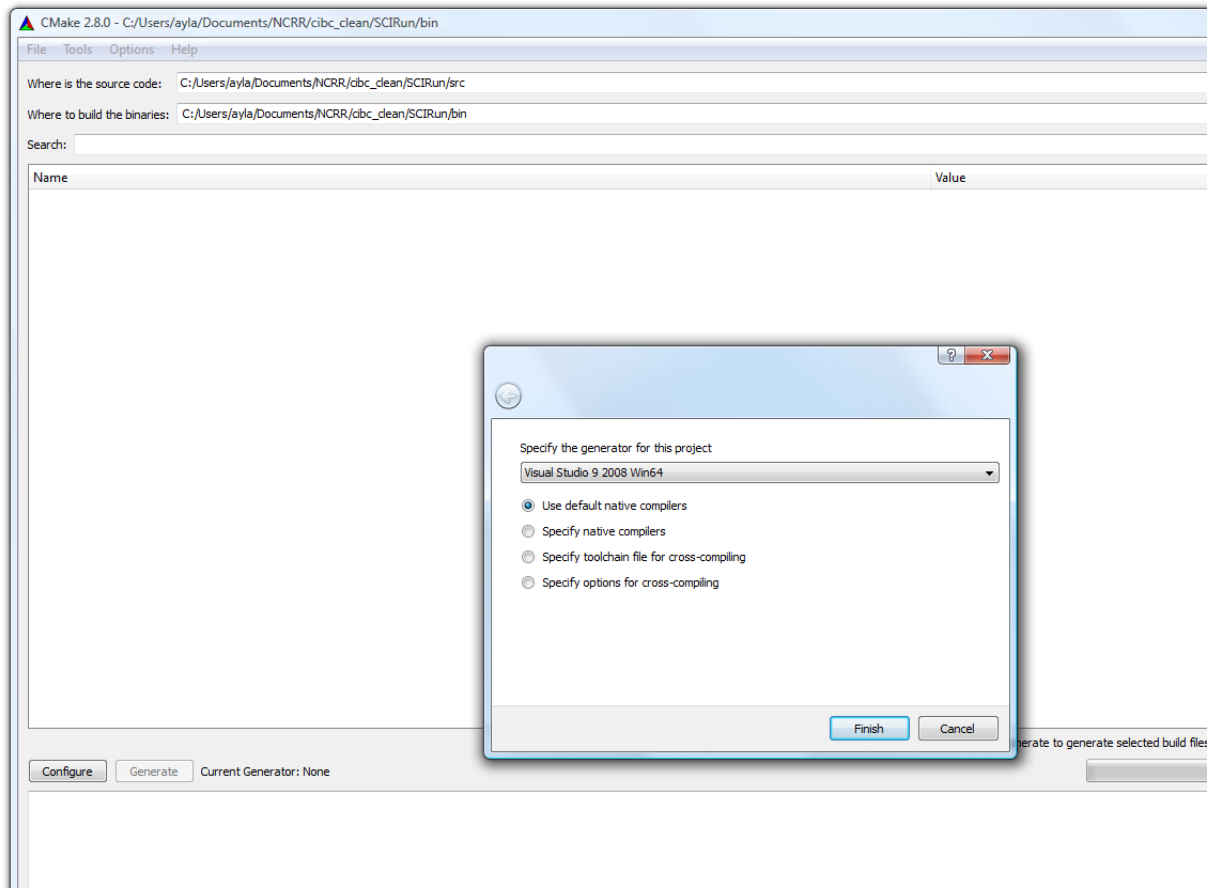 CMake 2.8.0 - C:/Users/ayla/Documents/NCRR/cibc_clean/SCIRun/bin
File Tools Options Help
Where is the source code: C:/Users/ayla/Documents/NCRR/cibc_clean/SCIRun/src
Where to build the binaries: C:/Users/ayla/Documents/NCRR/cibc_clean/SCIRun/bin
Search:
Name Value
?
Specify the generator for this project
Visual Studio 9 2008 Win64
Use default native compilers
Specify native compilers
Specify toolchain file for cross-compiling
Specify options for cross-compiling
Finish Cancel
to generate selected build files
Configure Generate Current Generator: None